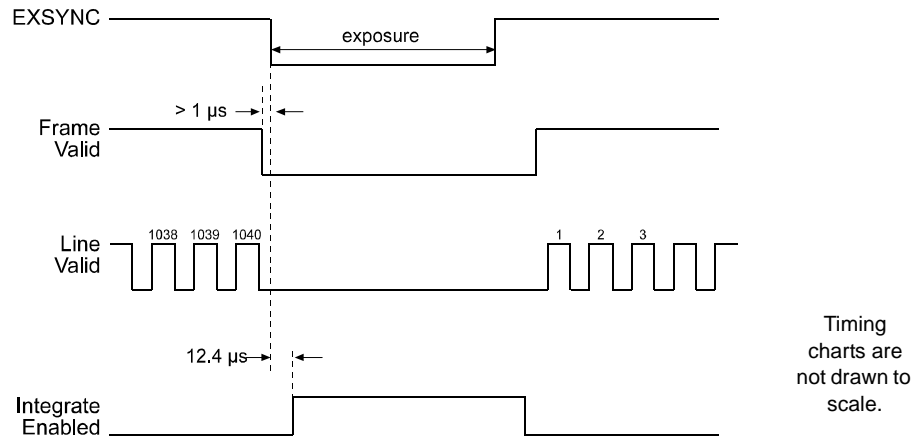 EXSYNC
exposure
> 1 µs
Frame
Valid
1038 1039 1040
1 2 3
Line
Valid
12.4 µs
Timing
charts are
not drawn to
scale.
Integrate
Enabled